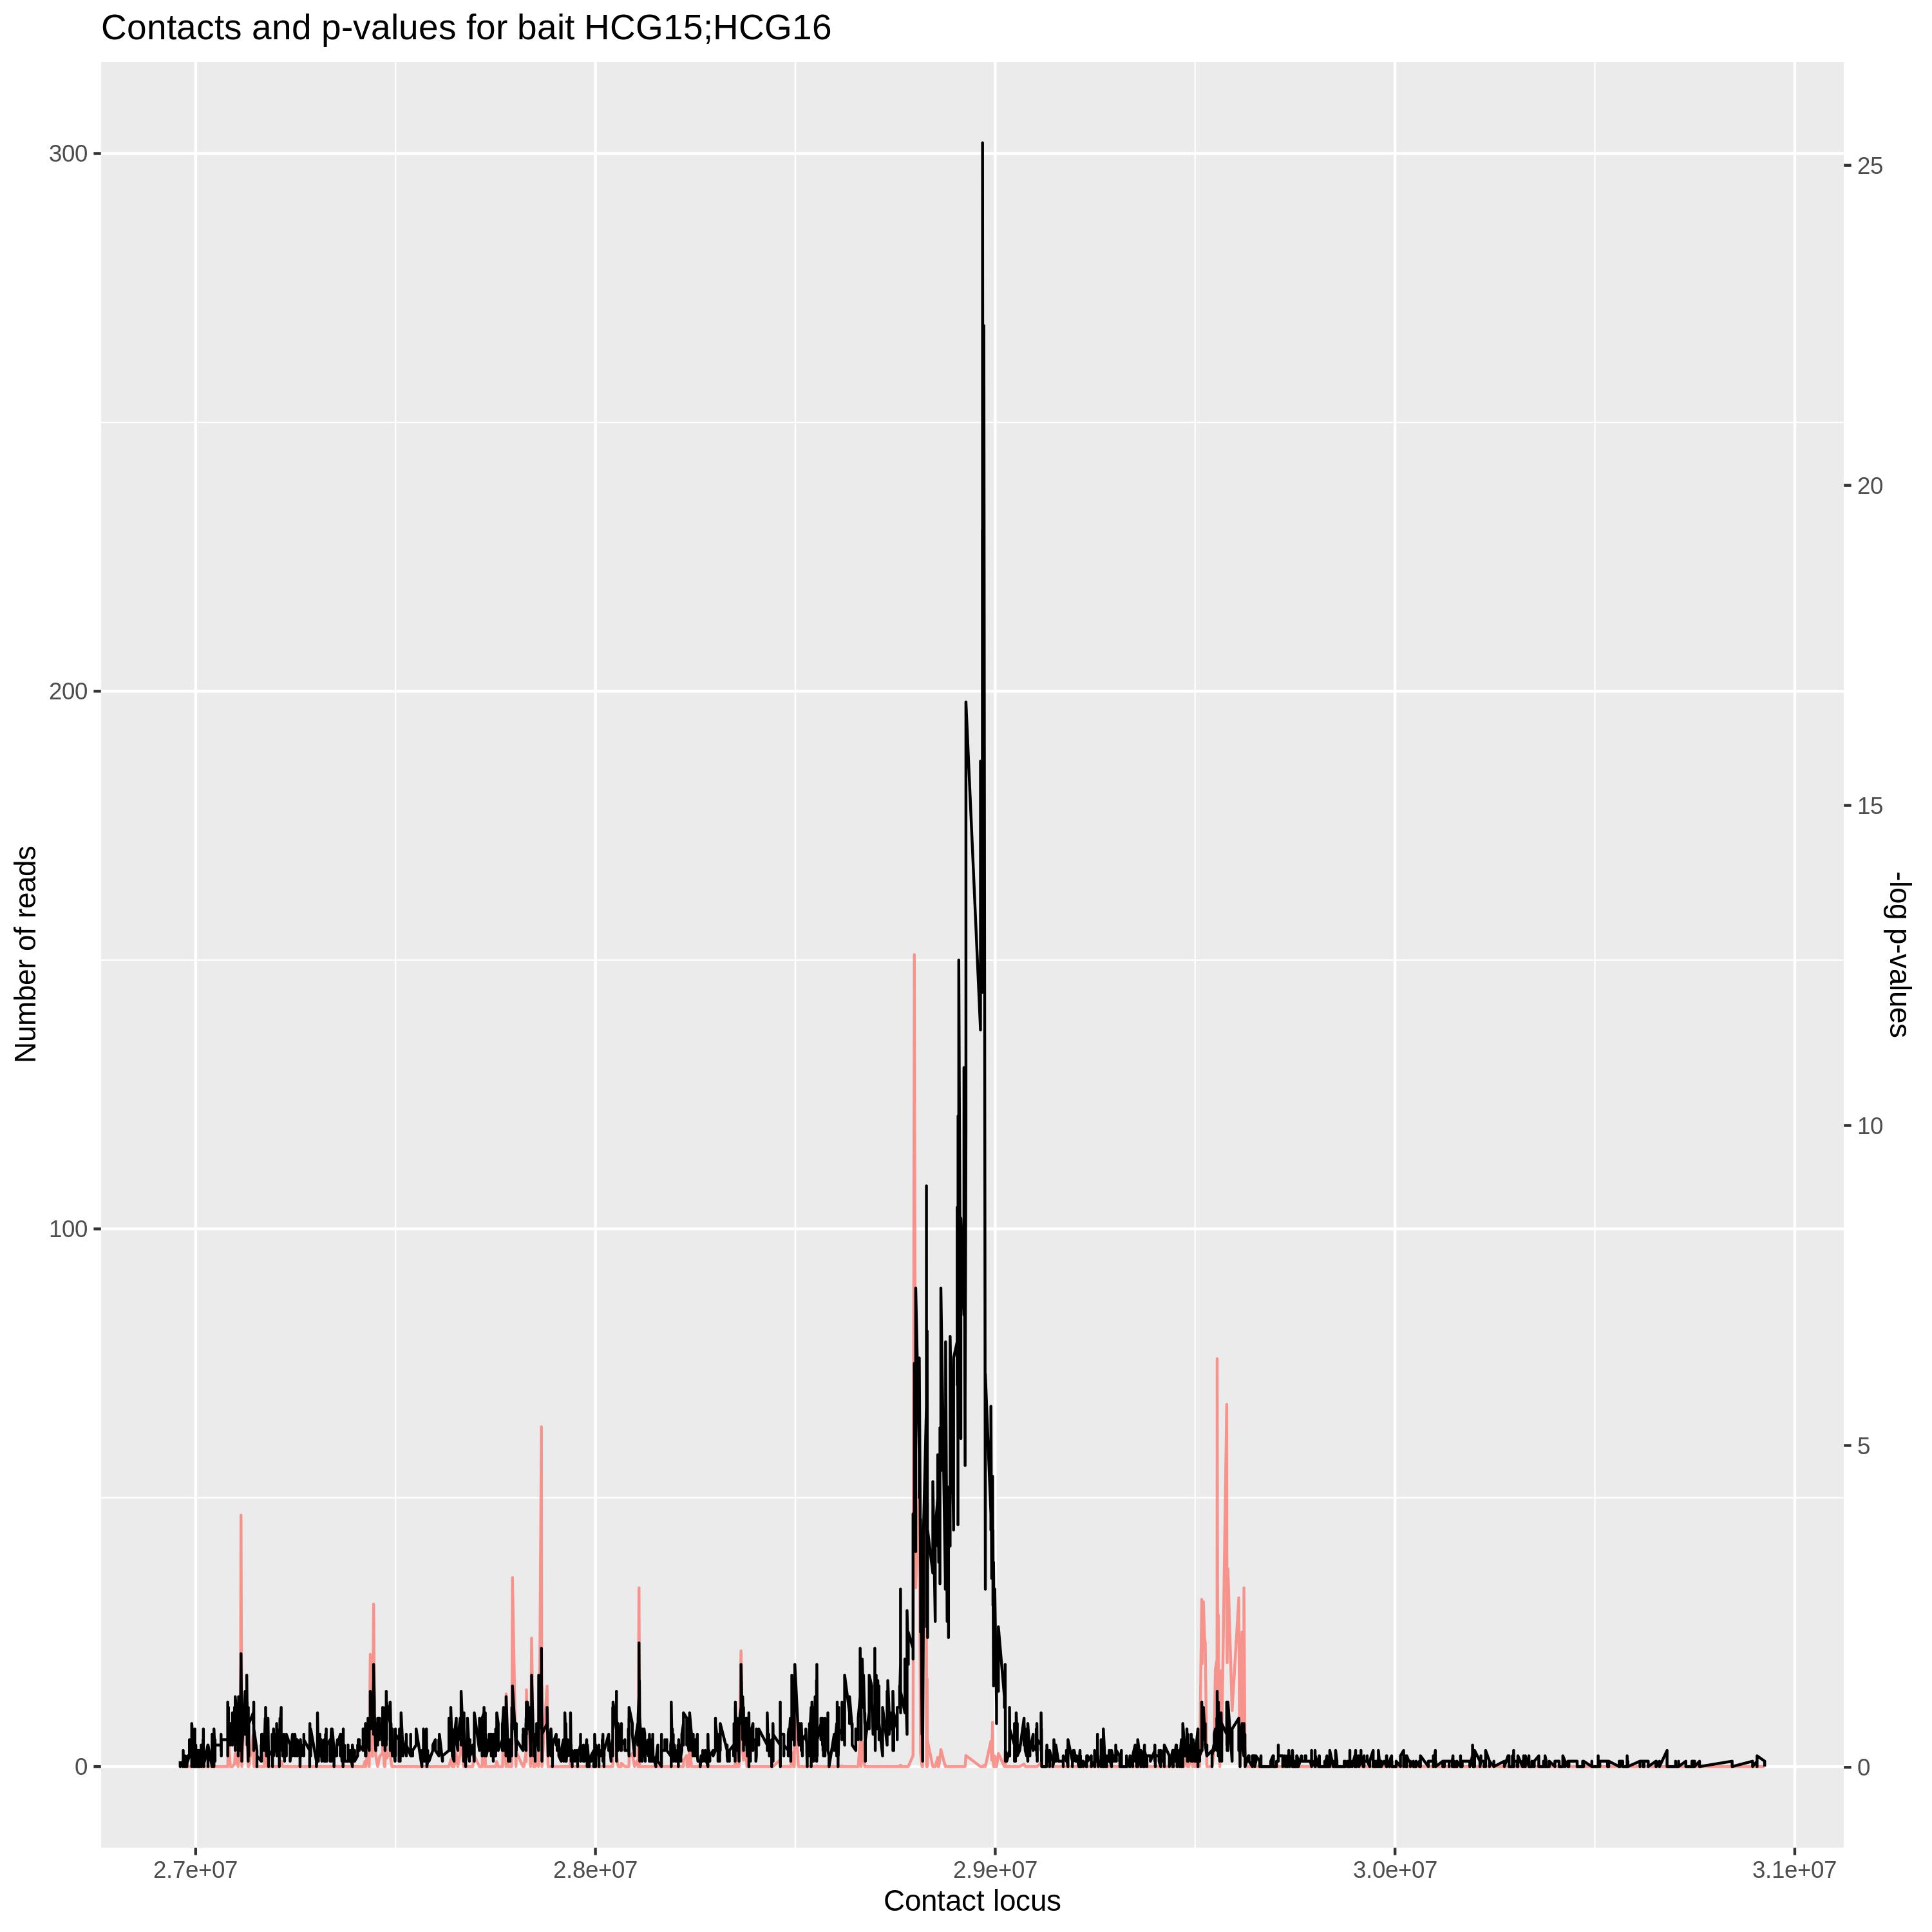 Contacts and p-values for bait HCG15;HCG16
300
200
100
0
Number of reads
25
20
15
10
5
0
-log p-values
2.7e+07
2.8e+07
2.9e+07
3.0e+07
3.1e+07
Contact locus